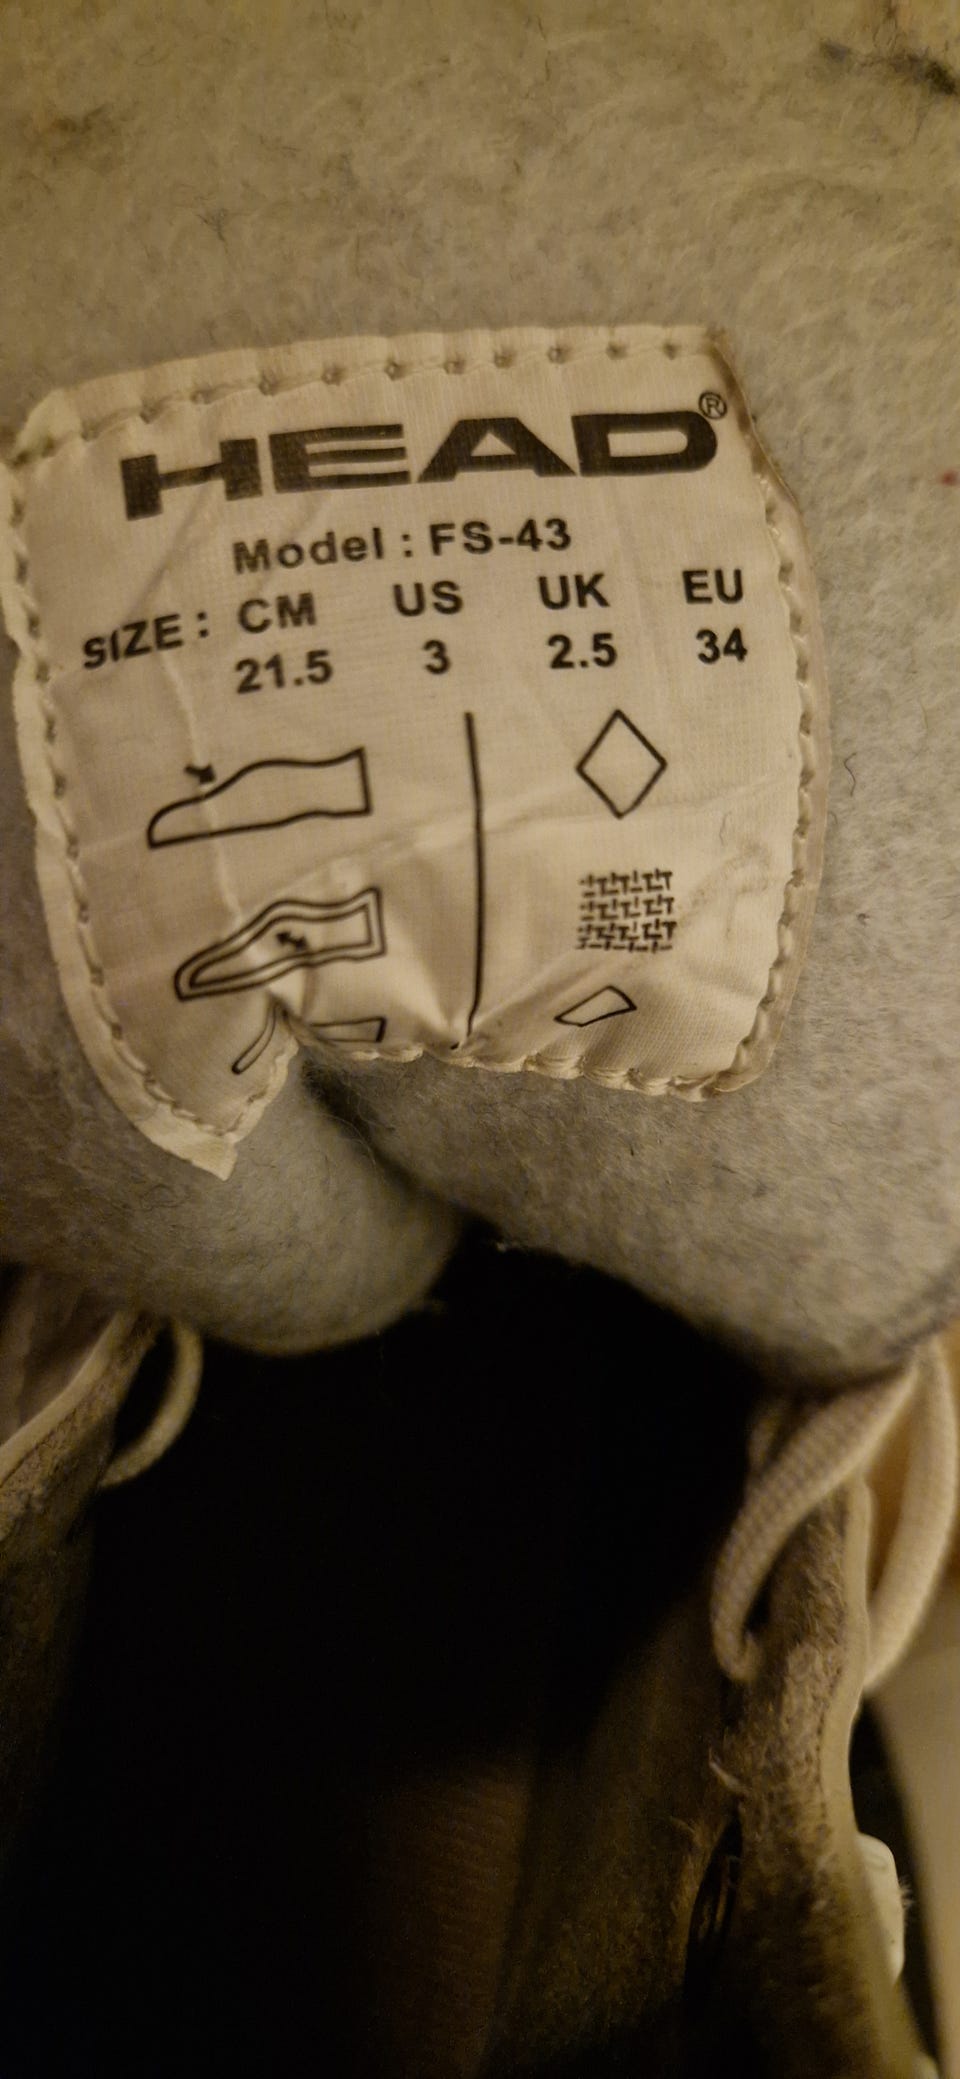 HEAD®
Model : FS-43
SIZE : CM US UK EU
21.5 3 2.5 34